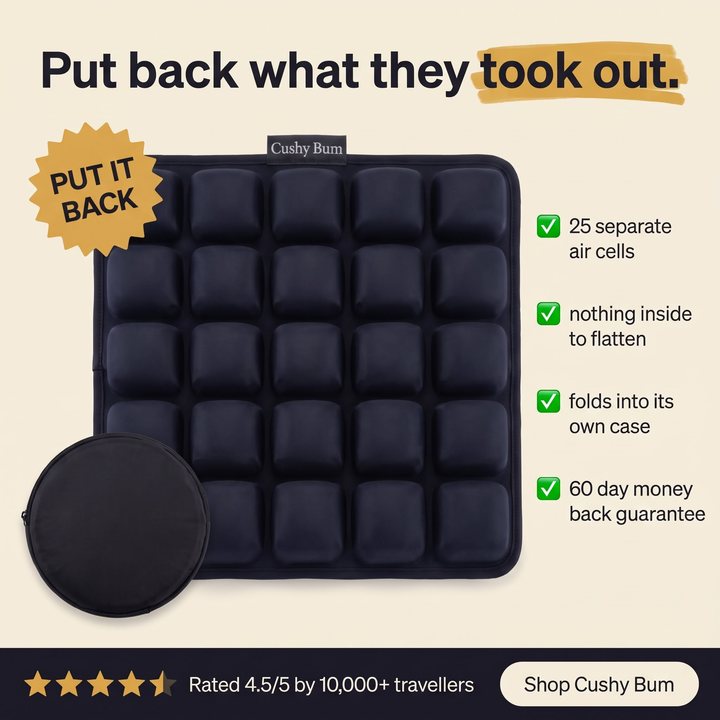 Put back what they took out.
PUT IT
BACK
Cushy Bum
25 separate
air cells
nothing inside
to flatten
folds into its
own case
60 day money
back guarantee
Rated 4.5/5 by 10,000+ travellers
Shop Cushy Bum